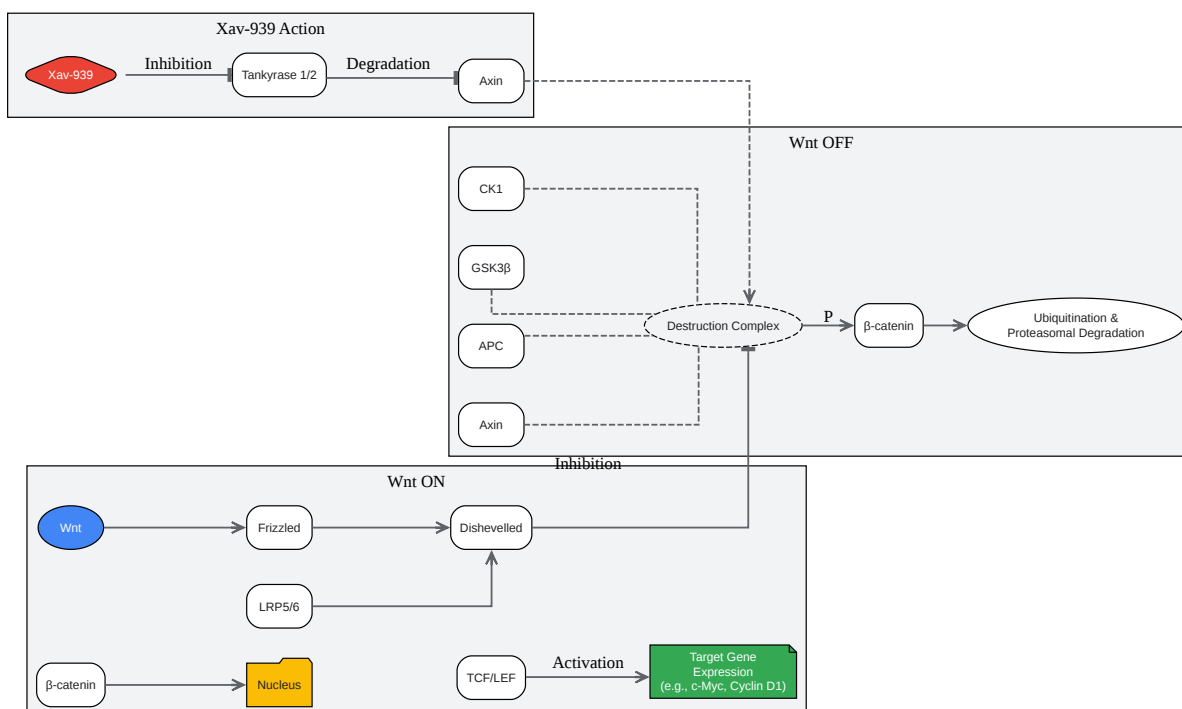 Xav-939 Action
Xav-939
Inhibition
Tankyrase 1/2
Degradation
Axin
Wnt OFF
CK1
GSK3β
APC
Axin
Destruction Complex
P
β-catenin
Ubiquitination &
Proteasomal Degradation
Inhibition
Wnt ON
Wnt
Frizzled
Dishevelled
LRP5/6
β-catenin
Nucleus
TCF/LEF
Activation
Target Gene
Expression
(e.g., c-Myc, Cyclin D1)